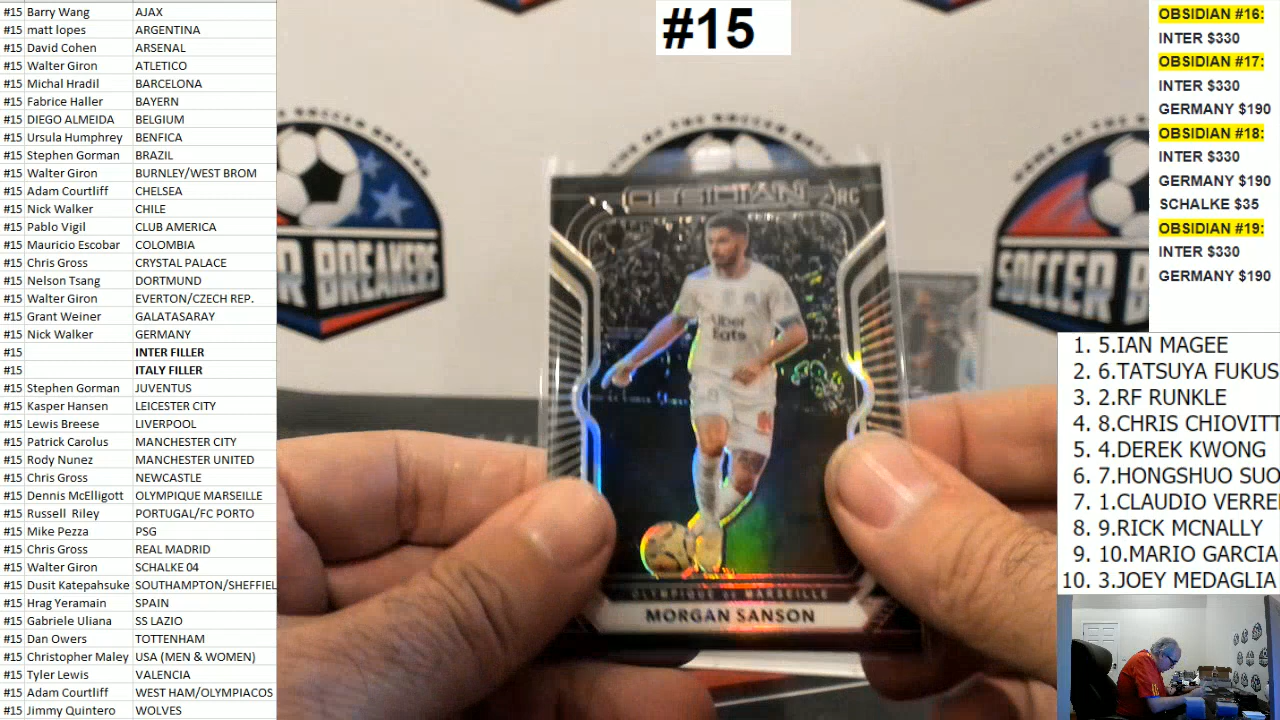 #15 Barry Wang AJAX
#15 matt lopes ARGENTINA
#15 David Cohen ARSENAL
#15 Walter Giron ATLETICO
#15 Michal Hradil BARCELONA
#15 Fabrice Haller BAYERN
#15 DIEGO ALMEIDA BELGIUM
#15 Ursula Humphrey BENFICA
#15 Stephen Gorman BRAZIL
#15 Walter Giron BURNLEY/WEST BROM
#15 Adam Courtliff CHELSEA
#15 Nick Walker CHILE
#15 Pablo Vigil CLUB AMERICA
#15 Mauricio Escobar COLOMBIA
#15 Chris Gross CRYSTAL PALACE
#15 Nelson Tsang DORTMUND
#15 Walter Giron EVERTON/CZECH REP.
#15 Grant Weiner GALATASARAY
#15 Nick Walker GERMANY
#15 INTER FILLER
#15 ITALY FILLER
#15 Stephen Gorman JUVENTUS
#15 Kasper Hansen LEICESTER CITY
#15 Lewis Breese LIVERPOOL
#15 Patrick Carolus MANCHESTER CITY
#15 Rody Nunez MANCHESTER UNITED
#15 Chris Gross NEWCASTLE
#15 Dennis McElligott OLYMPIQUE MARSEILLE
#15 Russell Riley PORTUGAL/FC PORTO
#15 Mike Pezza PSG
#15 Chris Gross REAL MADRID
#15 Walter Giron SCHALKE 04
#15 Dusit Katepahsuke SOUTHAMPTON/SHEFFIEL
#15 Hrag Yeramain SPAIN
#15 Gabriele Uliana SS LAZIO
#15 Dan Owers TOTTENHAM
#15 Christopher Maley USA (MEN & WOMEN)
#15 Tyler Lewis VALENCIA
#15 Adam Courtliff WEST HAM/OLYMPIACOS
#15 Jimmy Quintero WOLVES
#15
R BREAKERS
SOCCER B
OBSIDIAN
RC
Uber
Eats
OLYMPIQUE DE MARSEILLE
MORGAN SANSON
OBSIDIAN #16:
INTER $330
OBSIDIAN #17:
INTER $330
GERMANY $190
OBSIDIAN #18:
INTER $330
GERMANY $190
SCHALKE $35
OBSIDIAN #19:
INTER $330
GERMANY $190
1. 5.IAN MAGEE
2. 6.TATSUYA FUKUS
3. 2.RF RUNKLE
4. 8.CHRIS CHIOVITT
5. 4.DEREK KWONG
6. 7.HONGSHUO SUO
7. 1.CLAUDIO VERRE
8. 9.RICK MCNALLY
9. 10.MARIO GARCIA
10. 3.JOEY MEDAGLIA